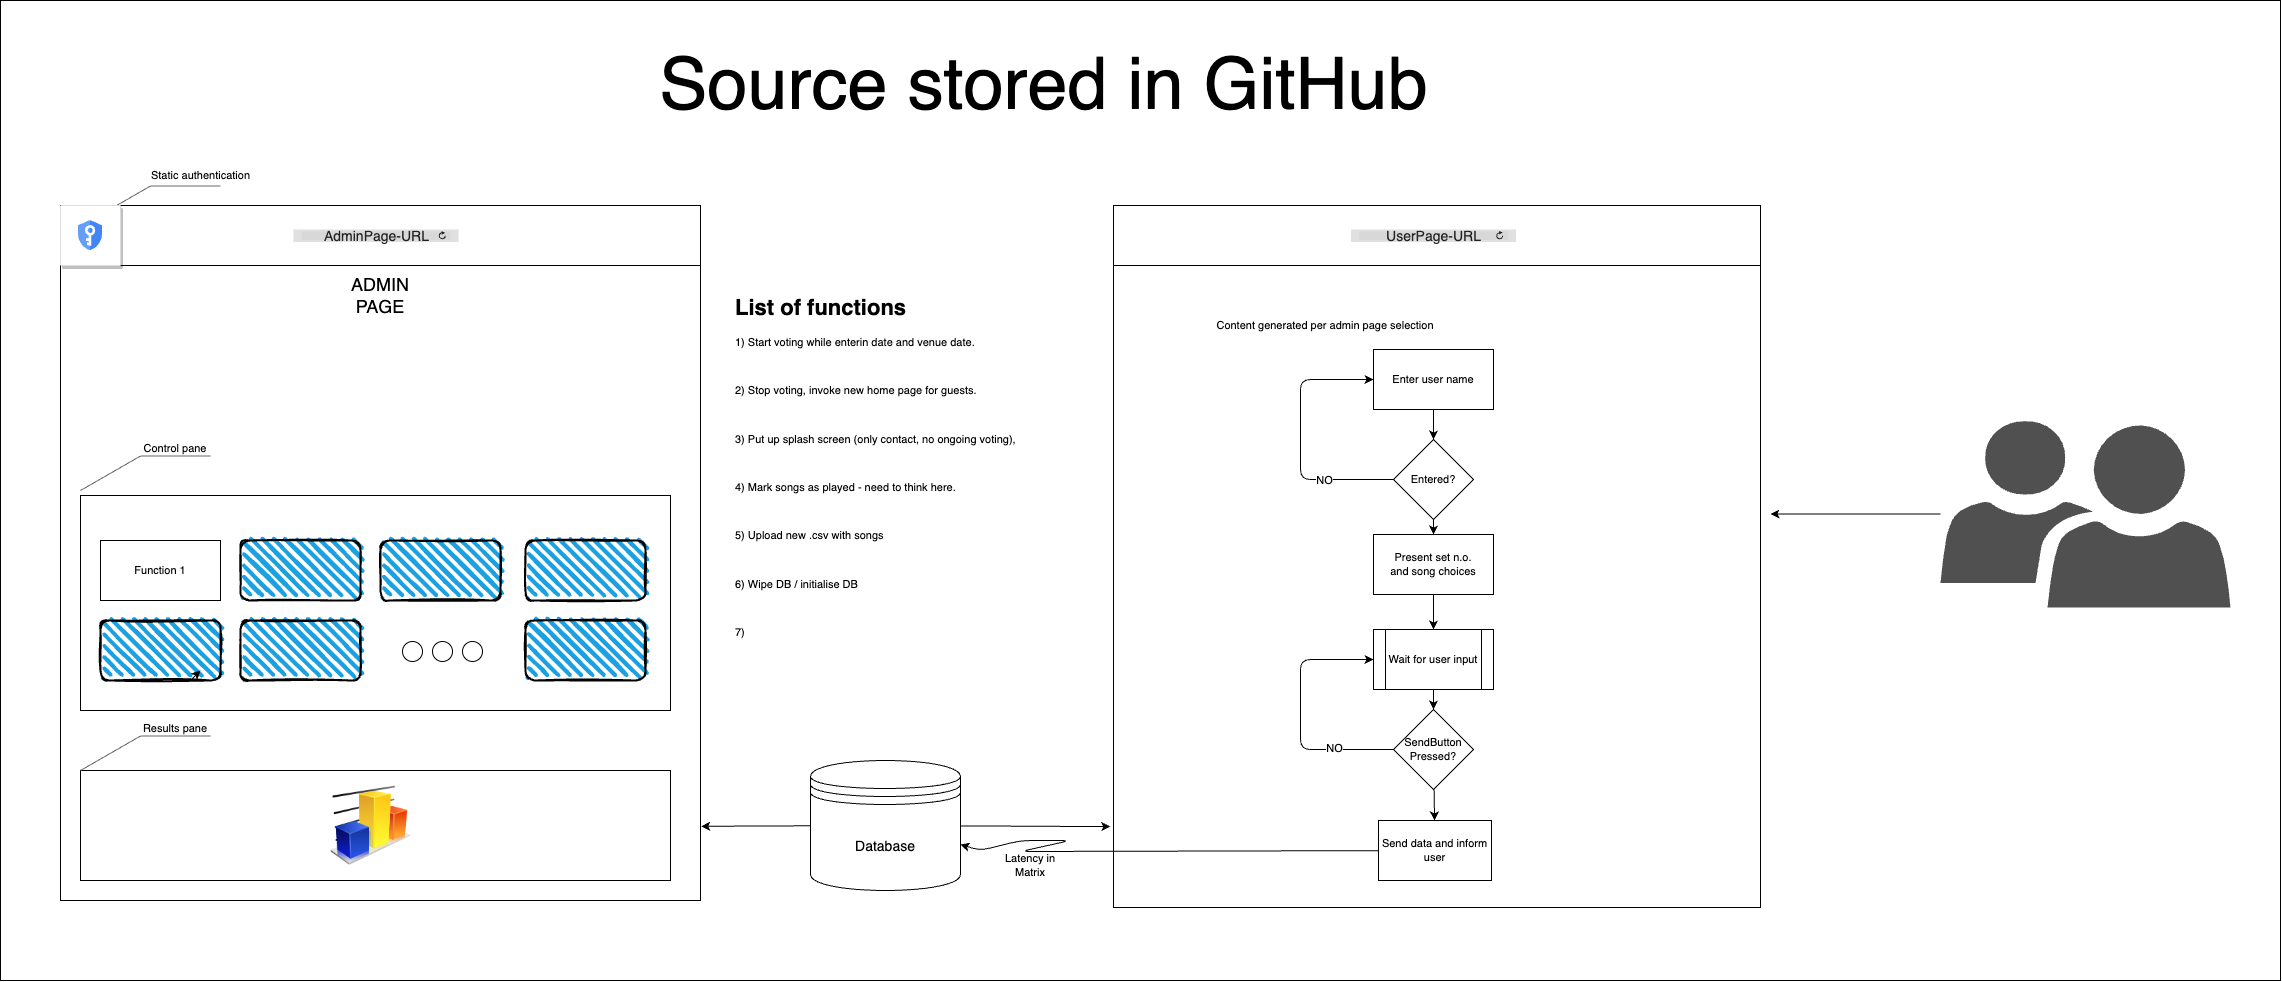 Source stored in GitHub
Static authentication
AdminPage-URL
ADMIN
PAGE
Control pane
Function 1
Results pane
List of functions
1) Start voting while enterin date and venue date.
2) Stop voting, invoke new home page for guests.
3) Put up splash screen (only contact, no ongoing voting),
4) Mark songs as played - need to think here.
5) Upload new .csv with songs
6) Wipe DB / initialise DB
7)
Database
Latency in
Matrix
UserPage-URL
Content generated per admin page selection
Enter user name
Entered?
NO
Present set n.o.
and song choices
Wait for user input
SendButton
Pressed?
NO
Send data and inform
user